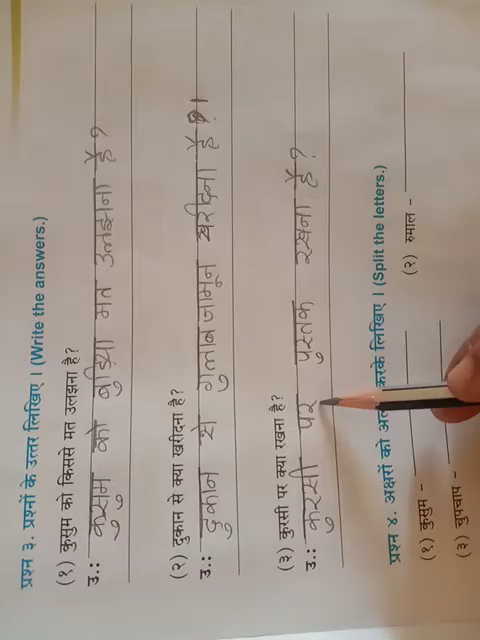 प्रश्न ३. प्रश्नों के उत्तर लिखिए । (Write the answers.)
(१) कुसुम को किससे मत उलझना है?
उ.: कुसुम को बुढ़िया मत उलझना है ?
(२) दुकान से क्या खरीदना है?
उ.: दुकान से गुलाबजामून खरीदना है ।
(३) कुरसी पर क्या रखना है?
उ.: कुरसी पर पुस्तक रखना है ?
प्रश्न ४. अक्षरों को करके लिखिए । (Split the letters.)
(१) कुसुम - (२) रुमाल -
(३) चुपचाप -